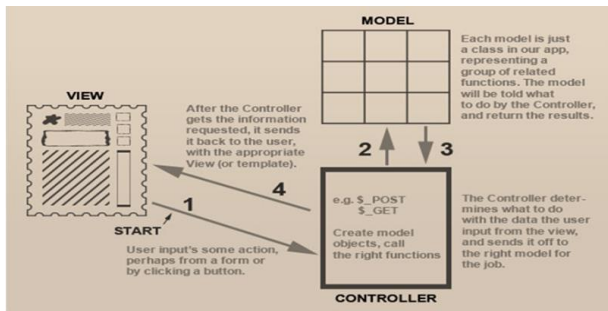 MODEL
Each model is just
a class in our app,
representing a
group of related
functions. The model
will be told what
to do by the Controller,
and return the results.
VIEW
After the Controller
gets the information
requested, it sends
it back to the user,
with the appropriate
View (or template).
2
3
4
1
START
User input's some action,
perhaps from a form or
by clicking a button.
e.g. $_POST
$_GET
Create model
objects, call
the right functions
CONTROLLER
The Controller deter-
mines what to do
with the data the user
input from the view,
and sends it off to
the right model for
the job.